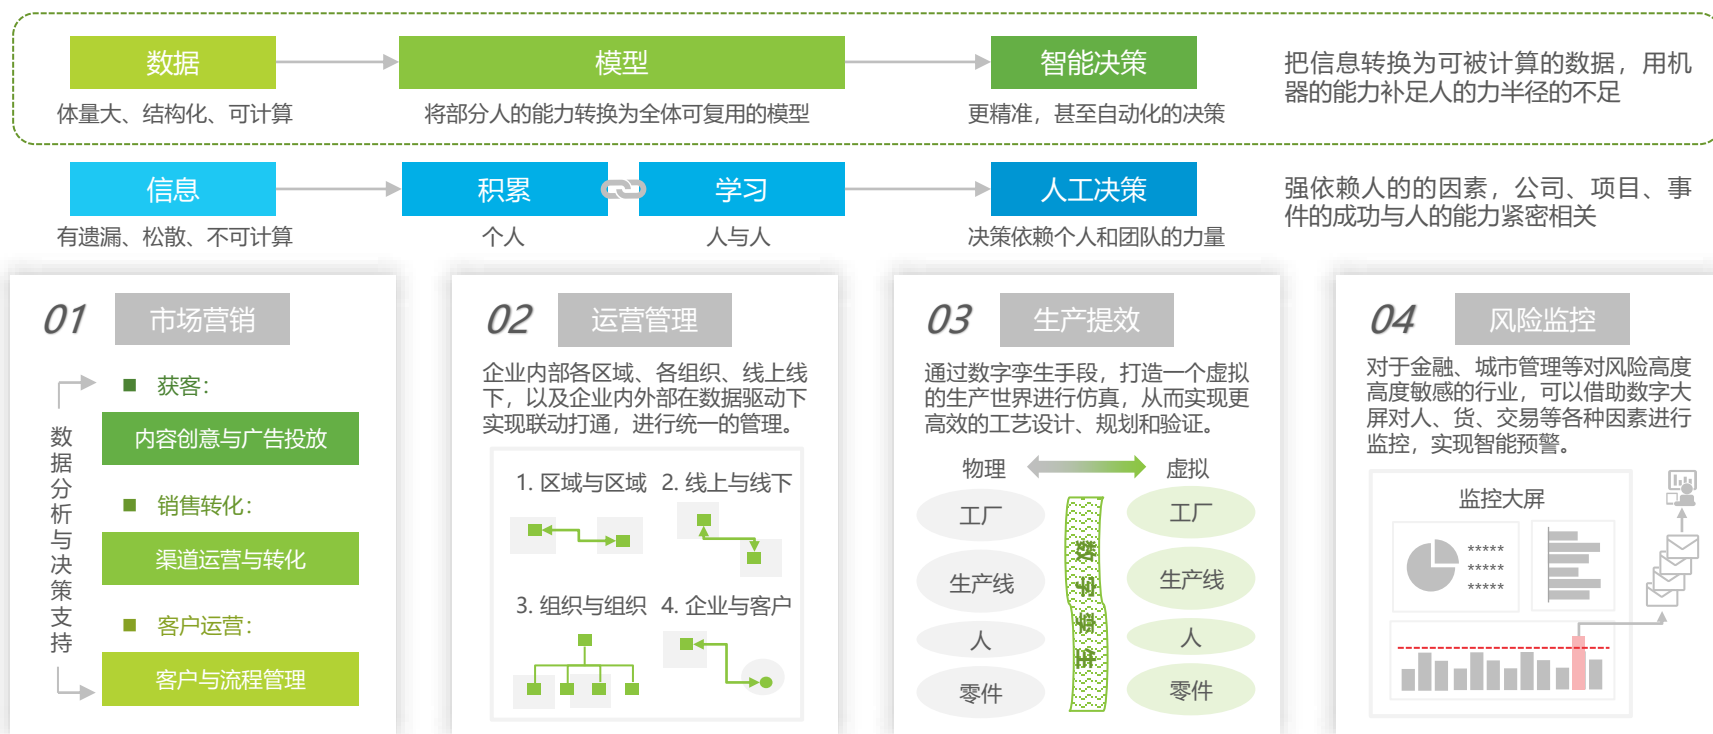 数据
模型
智能决策
体量大、结构化、可计算
将部分人的能力转换为全体可复用的模型
更精准，甚至自动化的决策
把信息转换为可被计算的数据，用机
器的能力补足人的力半径的不足
信息
积累
学习
人工决策
有遗漏、松散、不可计算
个人
人与人
决策依赖个人和团队的力量
强依赖人的的因素，公司、项目、事
件的成功与人的能力紧密相关
01
市场营销
数据分析与决策支持
获客：
内容创意与广告投放
销售转化：
渠道运营与转化
客户运营：
客户与流程管理
02
运营管理
企业内部各区域、各组织、线上线
下，以及企业内外部在数据驱动下
实现联动打通，进行统一的管理。
1. 区域与区域
2. 线上与线下
3. 组织与组织
4. 企业与客户
03
生产提效
通过数字孪生手段，打造一个虚拟
的生产世界进行仿真，从而实现更
高效的工艺设计、规划和验证。
物理
虚拟
工厂
生产线
人
零件
数字孪生
工厂
生产线
人
零件
04
风险监控
对于金融、城市管理等对风险高度
高度敏感的行业，可以借助数字大
屏对人、货、交易等各种因素进行
监控，实现智能预警。
监控大屏
*****
*****
*****